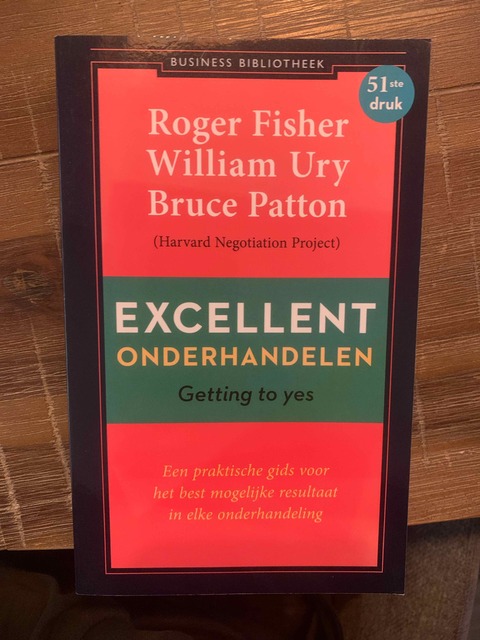 BUSINESS BIBLIOTHEEK
51ste
druk
Roger Fisher
William Ury
Bruce Patton
(Harvard Negotiation Project)
EXCELLENT
ONDERHANDELEN
Getting to yes
Een praktische gids voor
het best mogelijke resultaat
in elke onderhandeling